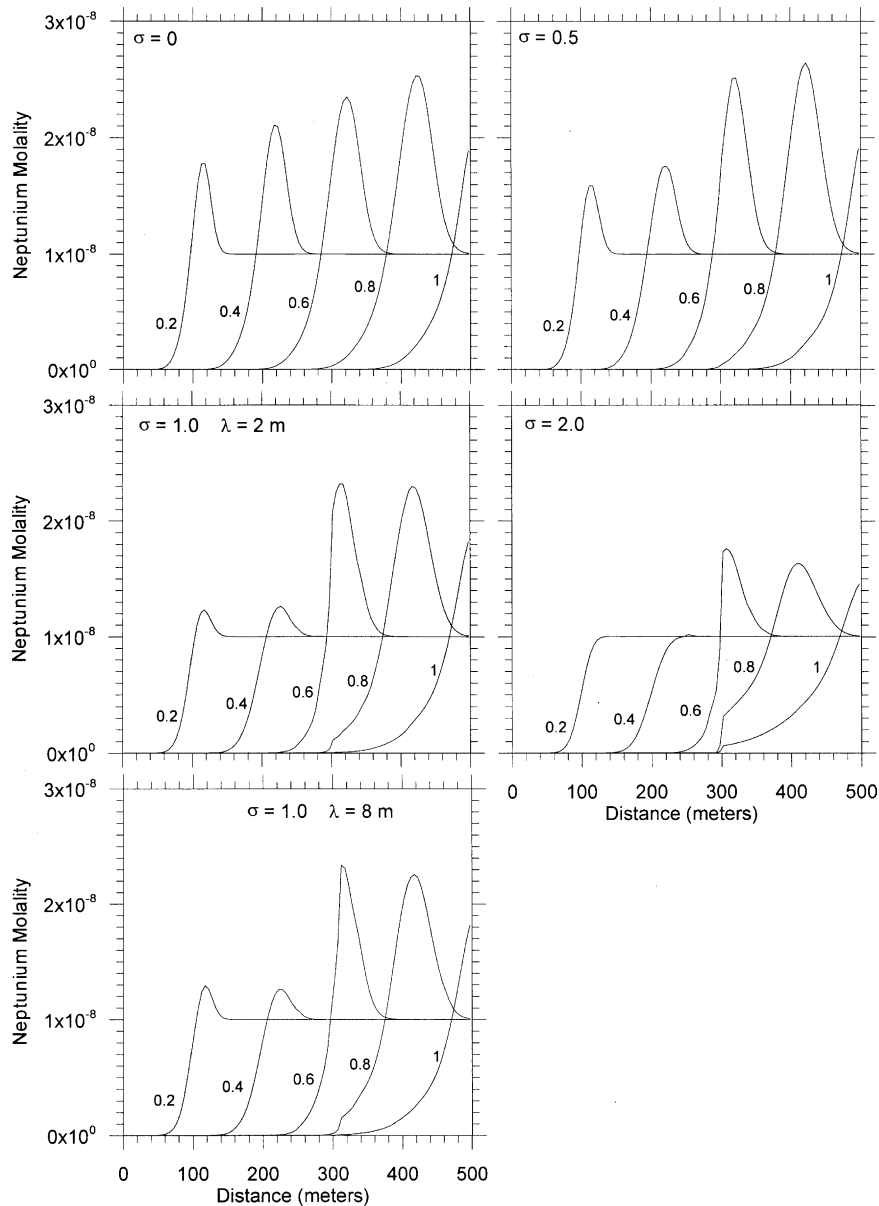 σ = 0
3x10⁻⁸
2x10⁻⁸
1x10⁻⁸
0x10⁰
Neptunium Molality
0.2
0.4
0.6
0.8
1
σ = 0.5
0.2
0.4
0.6
0.8
1
σ = 1.0 λ = 2 m
3x10⁻⁸
2x10⁻⁸
1x10⁻⁸
0x10⁰
Neptunium Molality
0.2
0.4
0.6
0.8
1
σ = 2.0
0.2
0.4
0.6
0.8
1
0 100 200 300 400 500
Distance (meters)
σ = 1.0 λ = 8 m
3x10⁻⁸
2x10⁻⁸
1x10⁻⁸
0x10⁰
Neptunium Molality
0.2
0.4
0.6
0.8
1
0 100 200 300 400 500
Distance (meters)